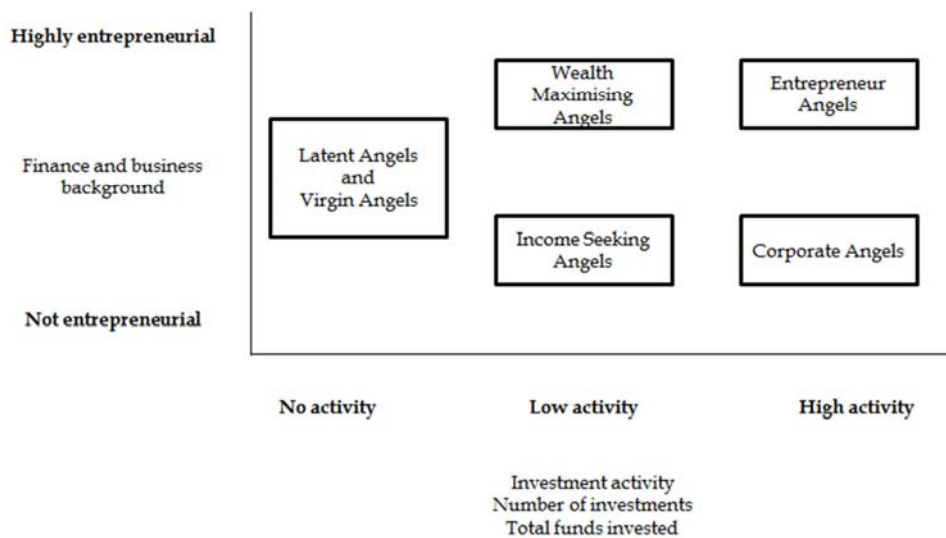 Highly entrepreneurial
Wealth
Maximising
Angels
Entrepreneur
Angels
Finance and business
background
Latent Angels
and
Virgin Angels
Income Seeking
Angels
Corporate Angels
Not entrepreneurial
No activity
Low activity
High activity
Investment activity
Number of investments
Total funds invested